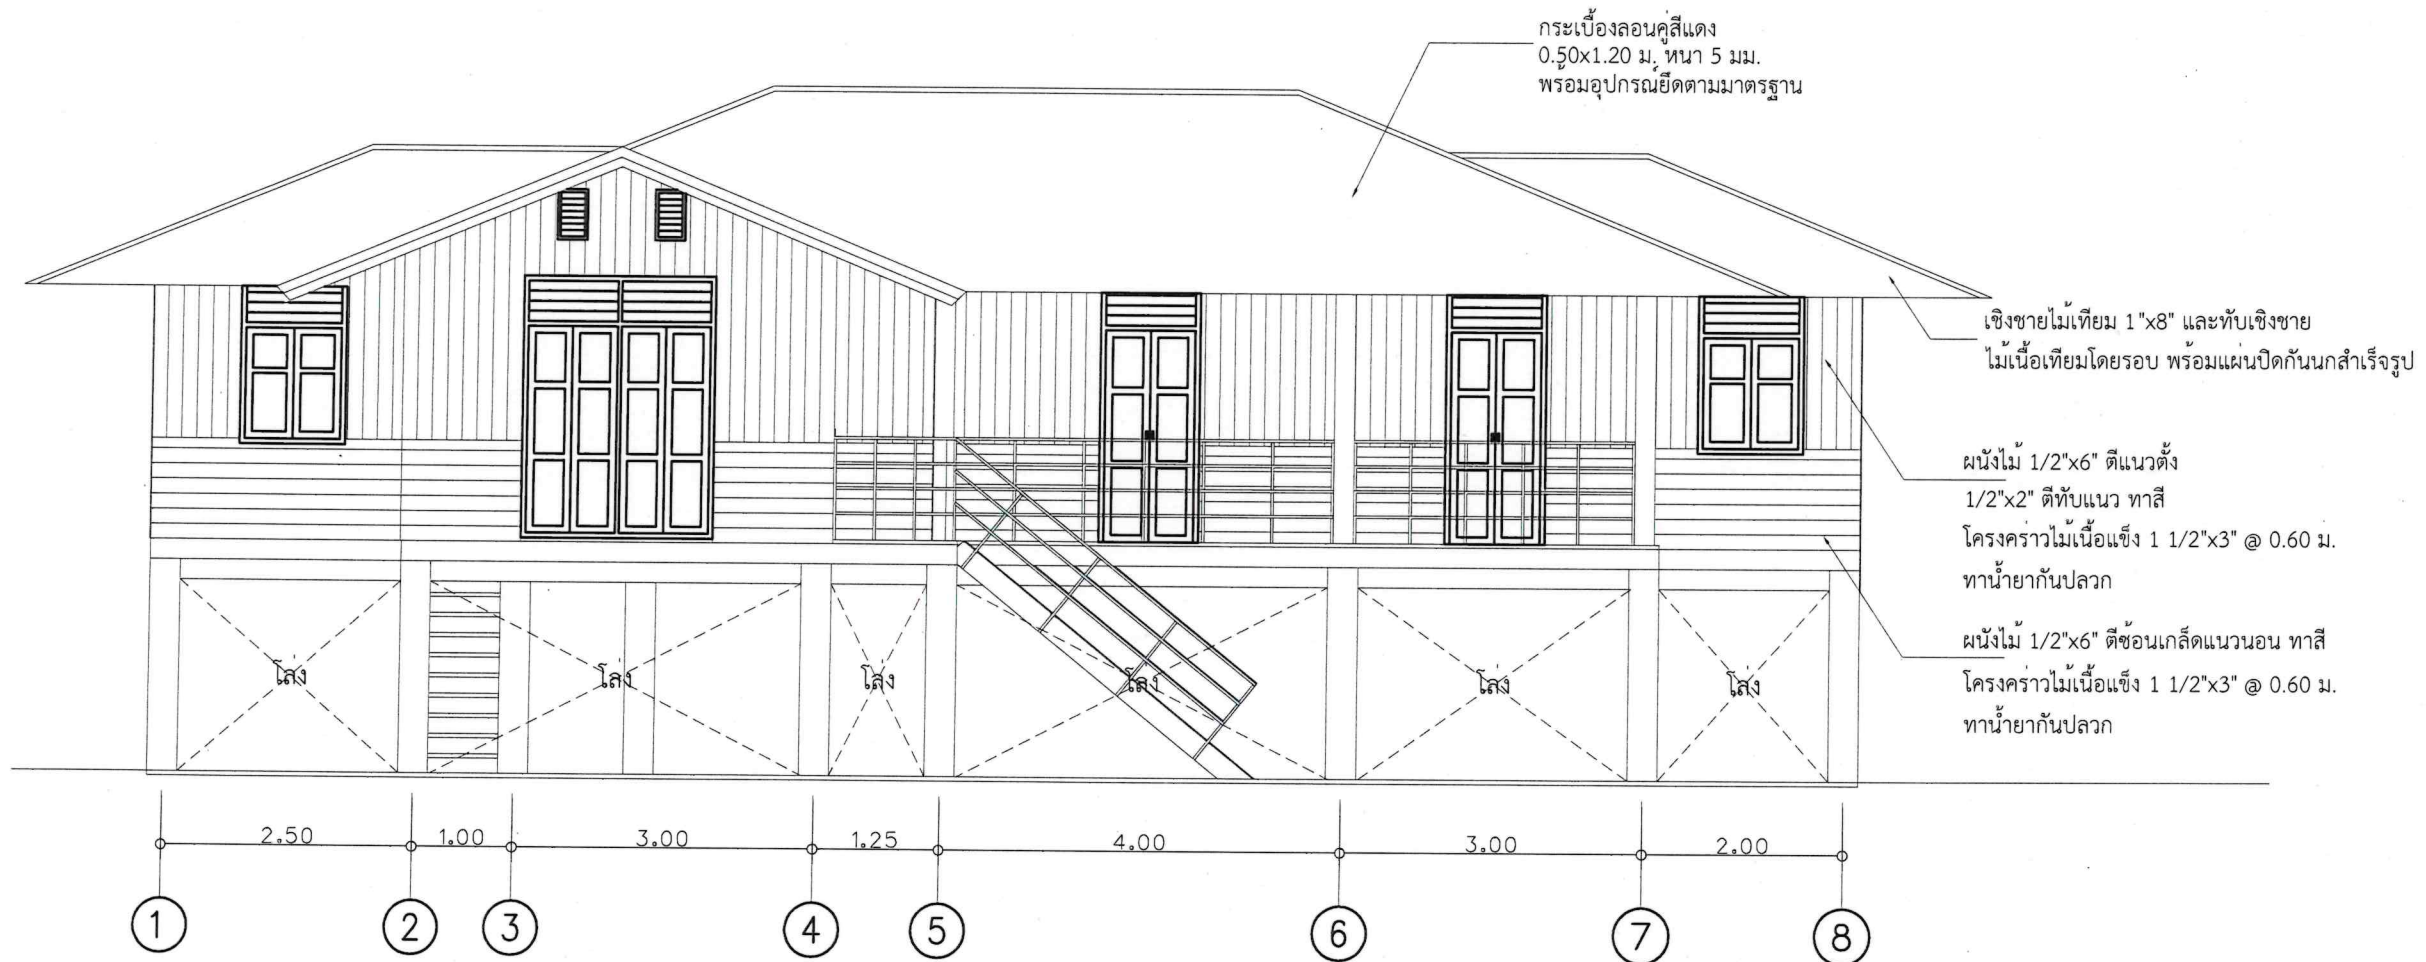 กระเบื้องลอนคู่สีแดง
0.50x1.20 ม. หนา 5 มม.
พร้อมอุปกรณ์ยึดตามมาตรฐาน
เชิงชายไม้เทียม 1"x8" และทับเชิงชาย
ไม้เนื้อเทียมโดยรอบ พร้อมแผ่นปิดกันนกสำเร็จรูป
ผนังไม้ 1/2"x6" ตีแนวตั้ง
1/2"x2" ตีทับแนว ทาสี
โครงคร่าวไม้เนื้อแข็ง 1 1/2"x3" @ 0.60 ม.
ทาน้ำยากันปลวก
ผนังไม้ 1/2"x6" ตีซ้อนเกล็ดแนวนอน ทาสี
โครงคร่าวไม้เนื้อแข็ง 1 1/2"x3" @ 0.60 ม.
ทาน้ำยากันปลวก
โล่ง โล่ง โล่ง โล่ง โล่ง โล่ง
2.50 1.00 3.00 1.25 4.00 3.00 2.00
1 2 3 4 5 6 7 8